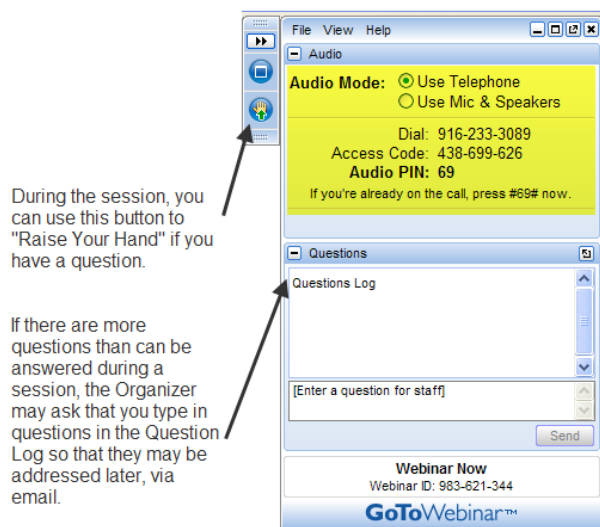 File View Help
Audio
Audio Mode: Use Telephone
Use Mic & Speakers
Dial: 916-233-3089
Access Code: 438-699-626
Audio PIN: 69
If you're already on the call, press #69# now.
During the session, you
can use this button to
"Raise Your Hand" if you
have a question.
Questions
Questions Log
If there are more
questions than can be
answered during a
session, the Organizer
may ask that you type in
questions in the Question
Log so that they may be
addressed later, via
email.
[Enter a question for staff]
Send
Webinar Now
Webinar ID: 983-621-344
GoToWebinar™